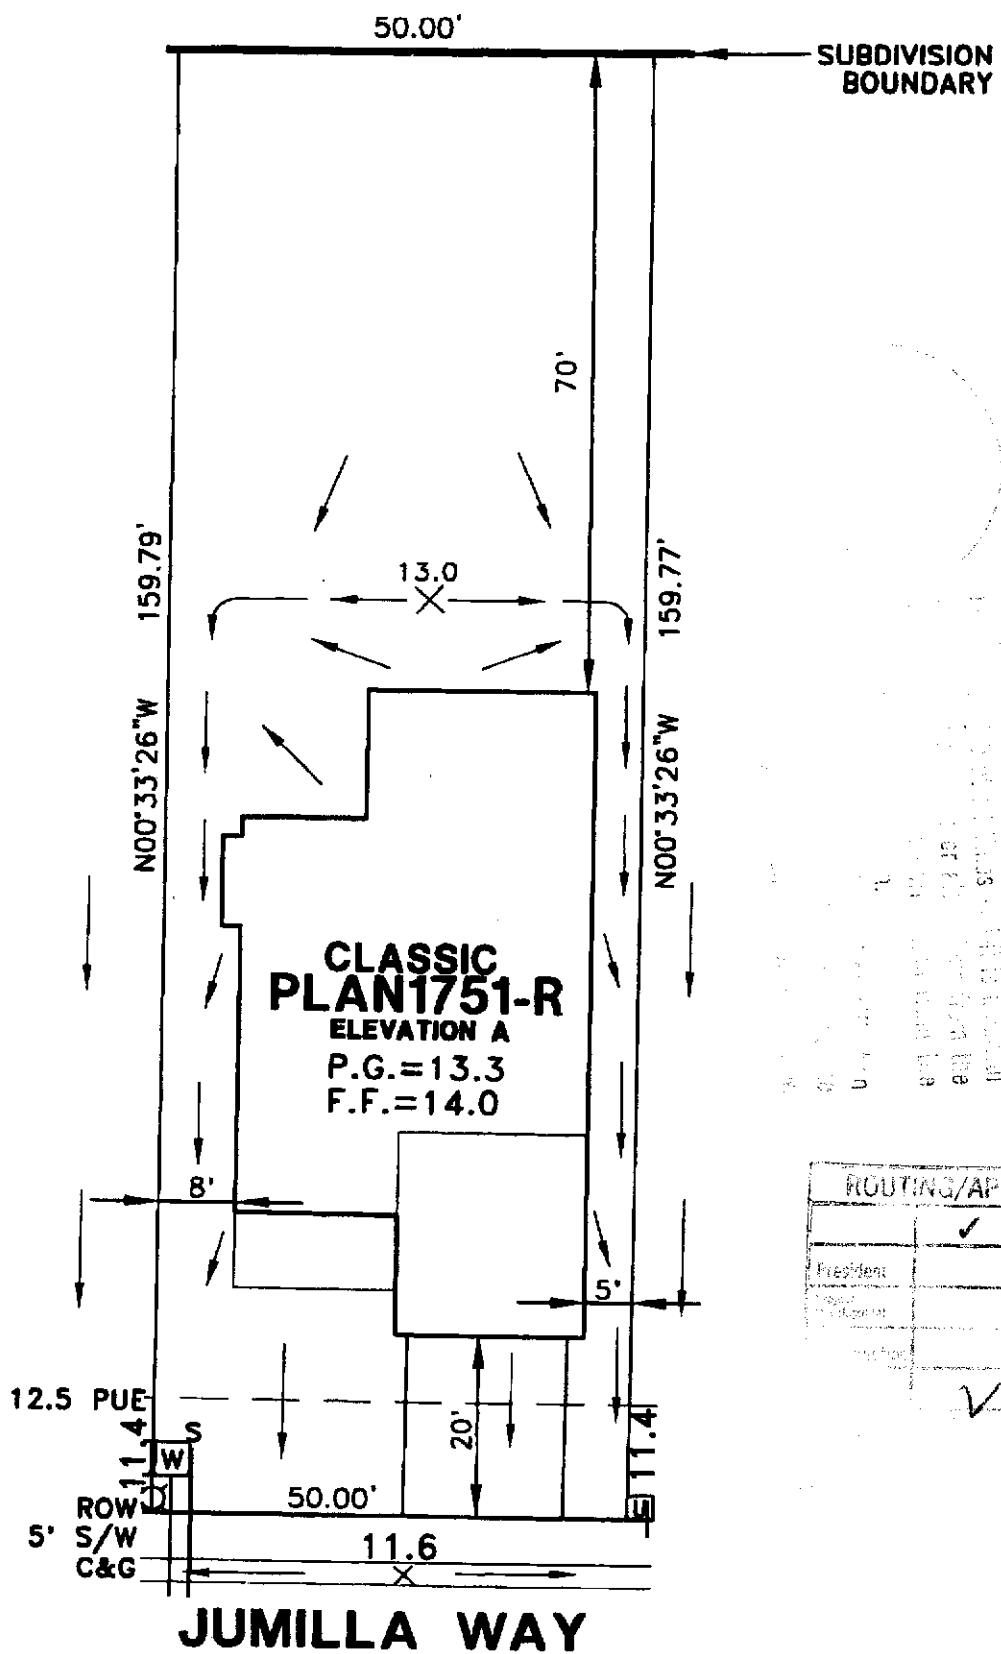 50.00'
SUBDIVISION
BOUNDARY
70'
159.79'
13.0
159.77'
N00°33'26"W
N00°33'26"W
CLASSIC
PLAN1751-R
ELEVATION A
P.G.=13.3
F.F.=14.0
ROUTING/AP
President
8'
5'
12.5 PUE
11.4
S
W
20'
11.4
50.00'
U
ROW
5' S/W
C&G
11.6
JUMILLA WAY